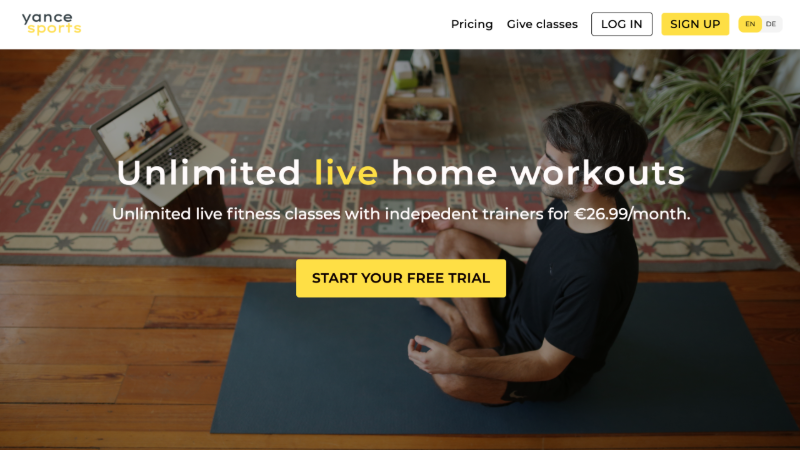 yance
sports
Pricing
Give classes
LOG IN
SIGN UP
EN
DE
Unlimited live home workouts
Unlimited live fitness classes with indepedent trainers for €26.99/month.
START YOUR FREE TRIAL